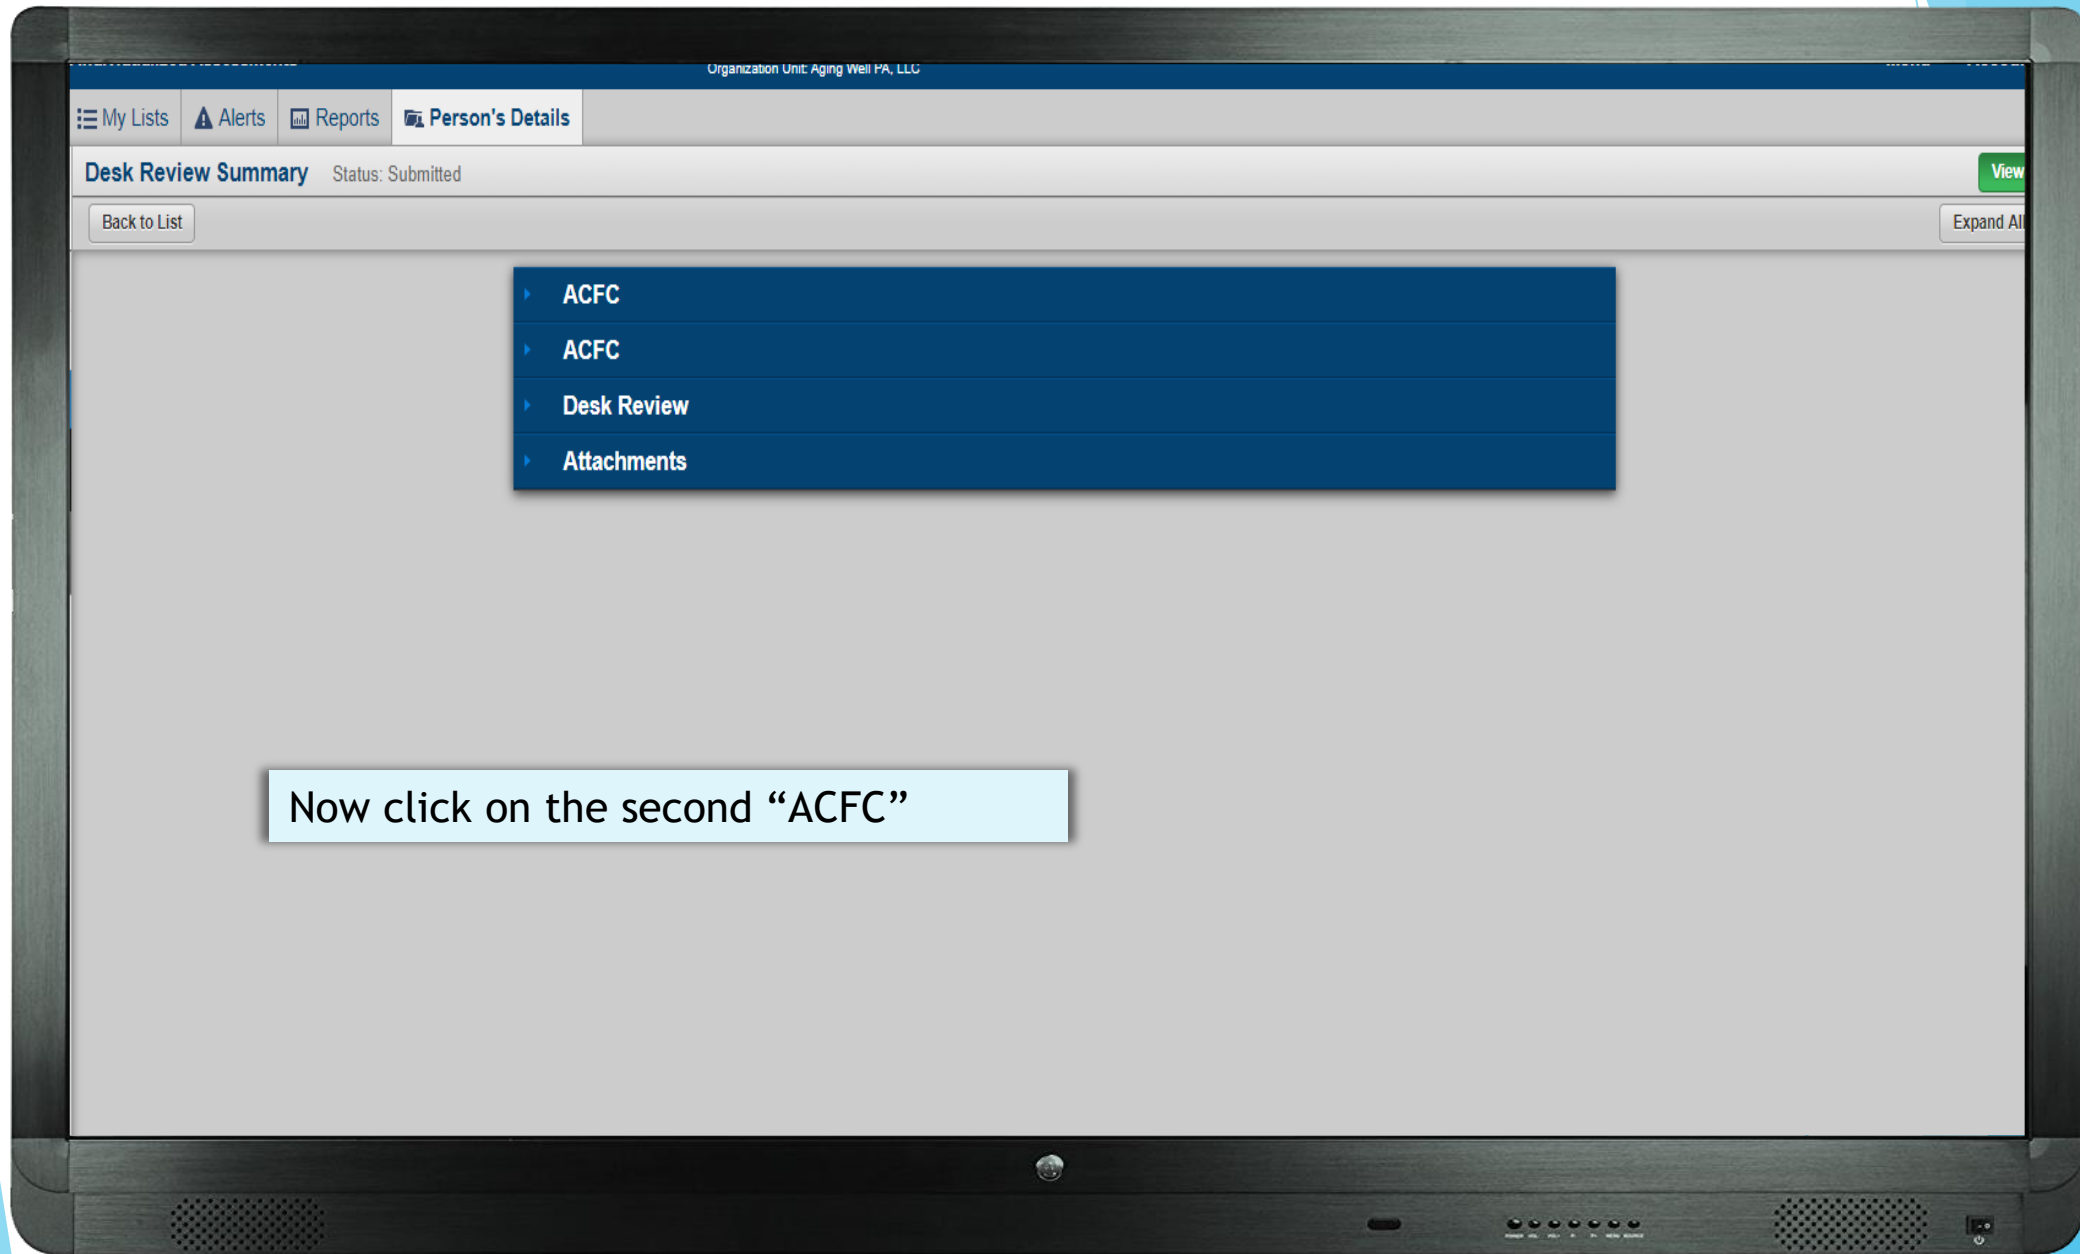 Organization Unit: Aging Well PA, LLC
My Lists
Alerts
Reports
Person's Details
Desk Review Summary Status: Submitted
View
Back to List
Expand All
ACFC
ACFC
Desk Review
Attachments
Now click on the second “ACFC”